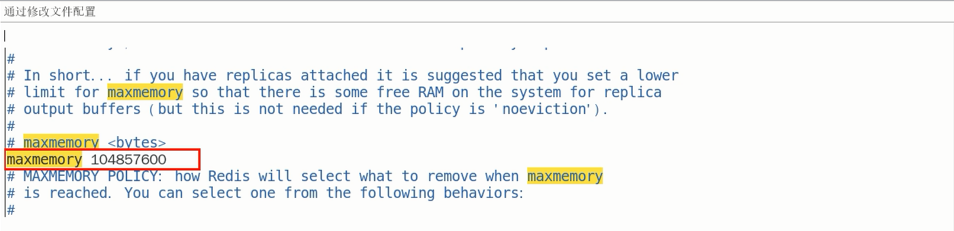 通过修改文件配置
#
# In short... if you have replicas attached it is suggested that you set a lower
# limit for maxmemory so that there is some free RAM on the system for replica
# output buffers (but this is not needed if the policy is 'noeviction').
#
# maxmemory <bytes>
maxmemory 104857600
# MAXMEMORY POLICY: how Redis will select what to remove when maxmemory
# is reached. You can select one from the following behaviors:
#